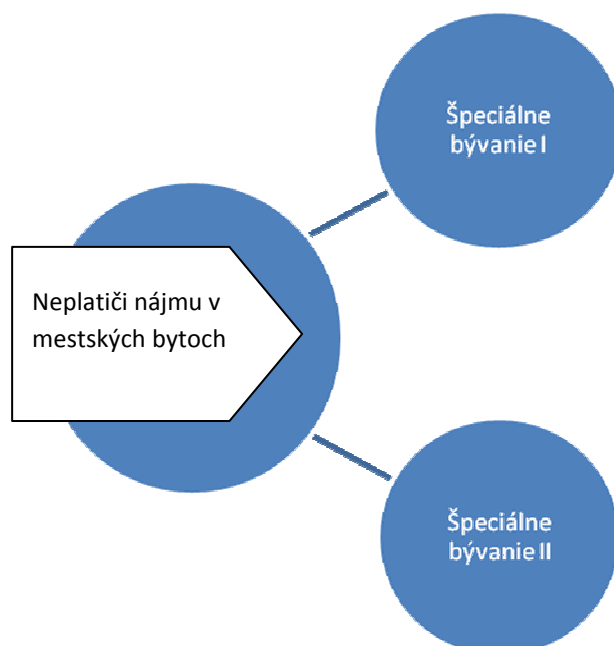 Špeciálne
bývanie I
Neplatiči nájmu v
mestských bytoch
Špeciálne
bývanie II